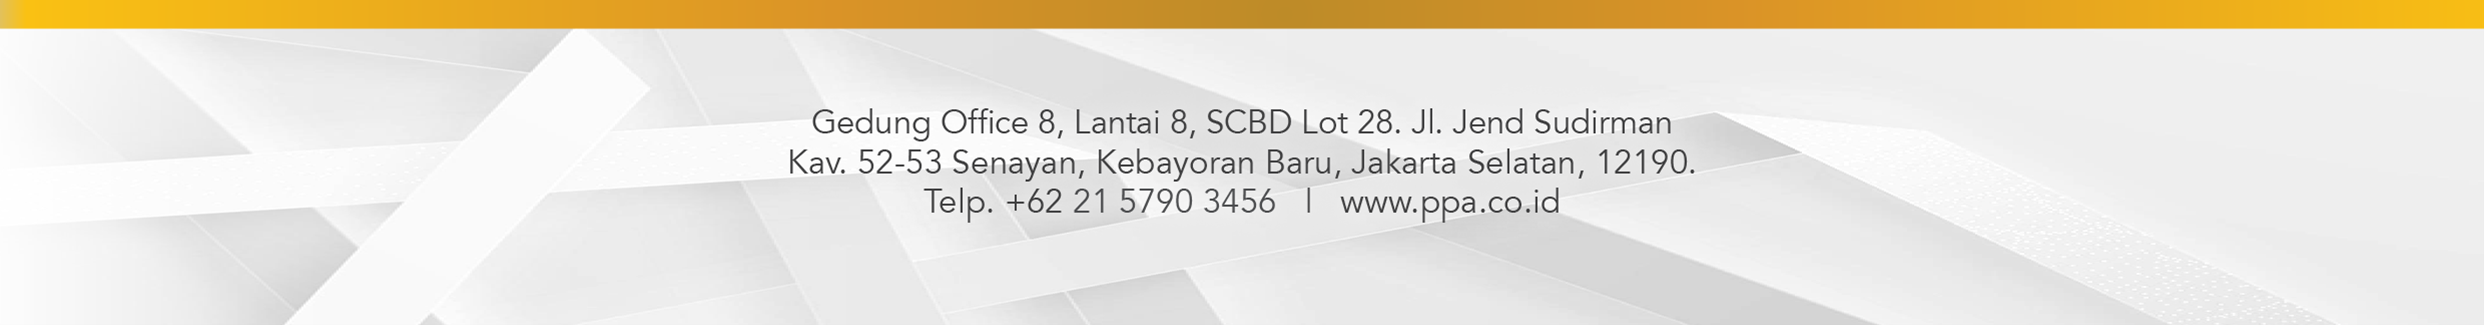 Gedung Office 8, Lantai 8, SCBD Lot 28. Jl. Jend Sudirman
Kav. 52-53 Senayan, Kebayoran Baru, Jakarta Selatan, 12190.
Telp. +62 21 5790 3456 | www.ppa.co.id